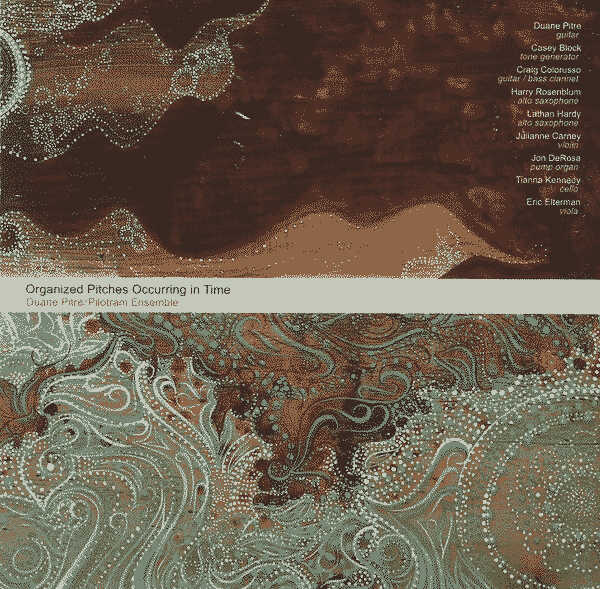 Duane Pitre
guitar
Casey Block
tone generator
Craig Colorusso
guitar / bass clarinet
Harry Rosenblum
alto saxophone
Lathan Hardy
alto saxophone
Julianne Carney
violin
Jon DeRosa
pump organ
Tianna Kennedy
cello
Eric Elterman
viola
Organized Pitches Occurring in Time
Duane Pitre/Pilotram Ensemble